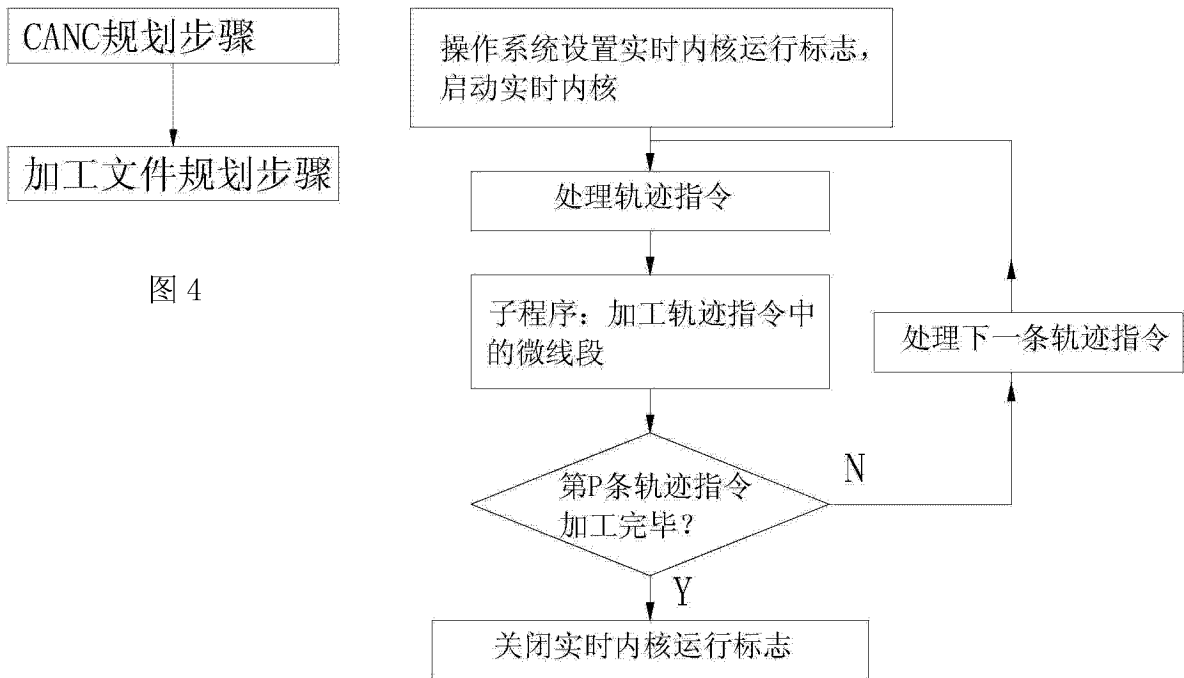 CANC规划步骤
加工文件规划步骤
图 4
操作系统设置实时内核运行标志，
启动实时内核
处理轨迹指令
子程序：加工轨迹指令中
的微线段
处理下一条轨迹指令
第P条轨迹指令
加工完毕？
N
Y
关闭实时内核运行标志